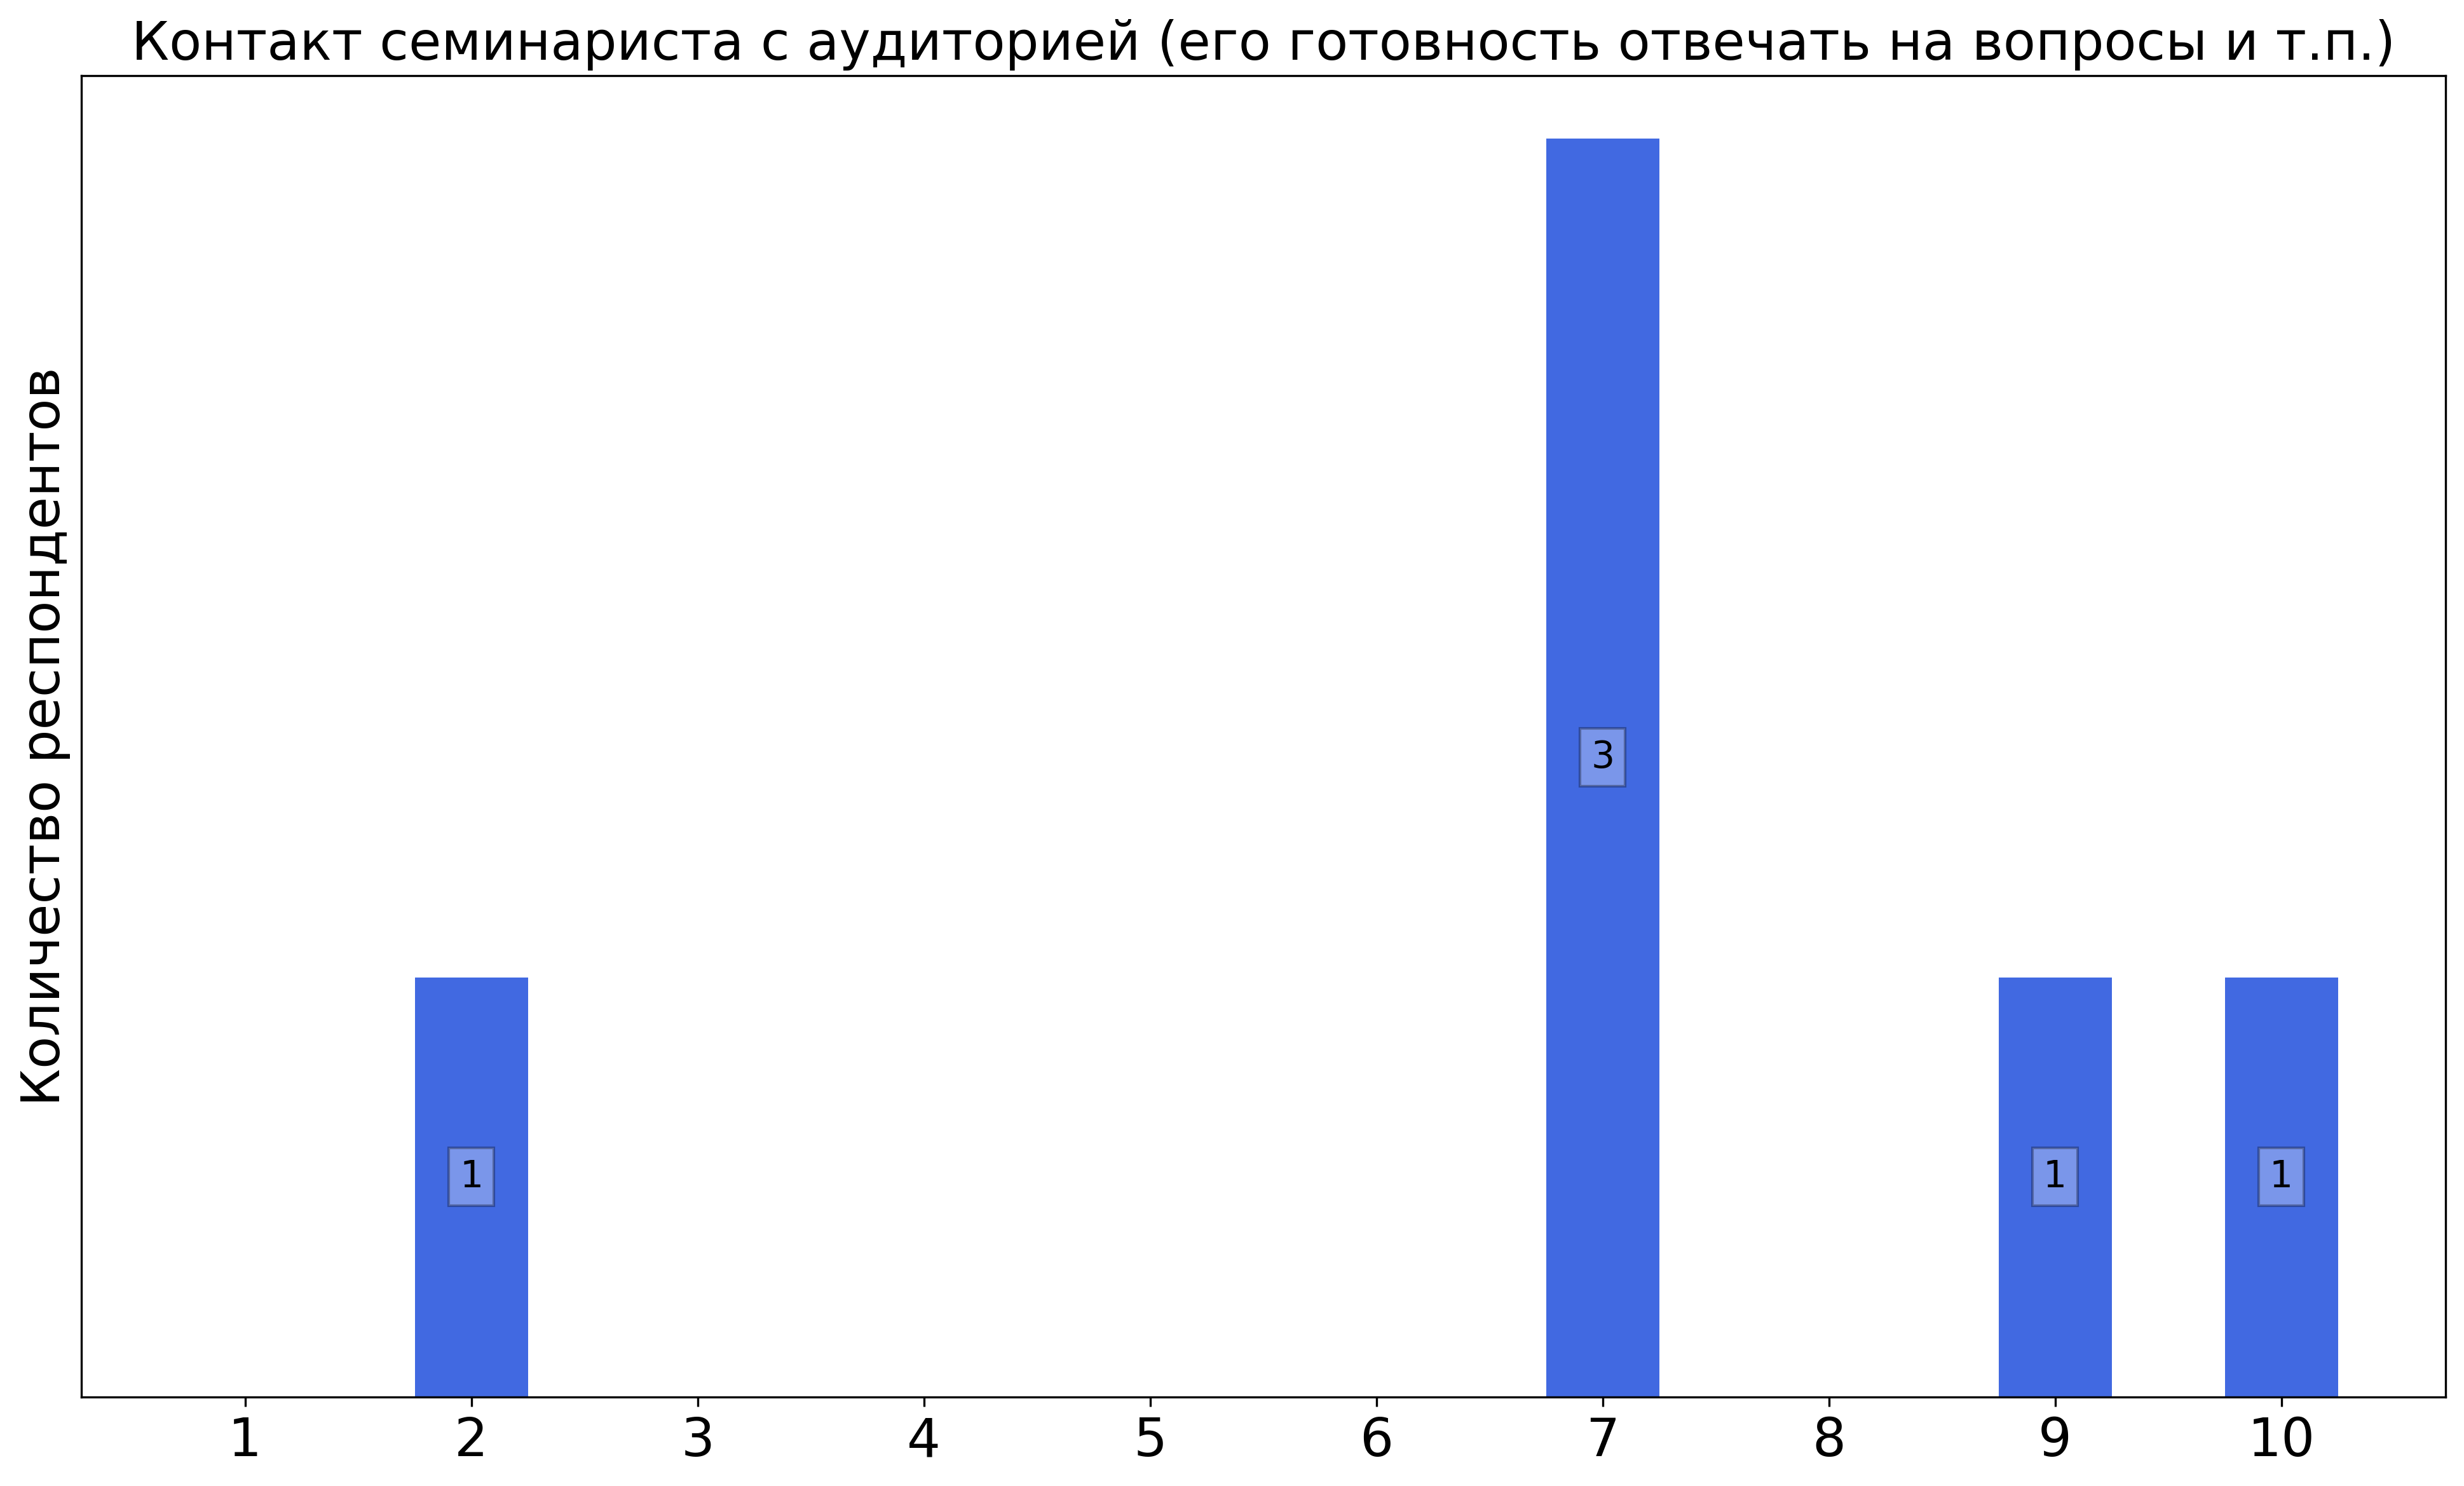 Контакт семинариста с аудиторией (его готовность отвечать на вопросы и т.п.)
Количество респондентов
3
1
1
1
1 2 3 4 5 6 7 8 9 10